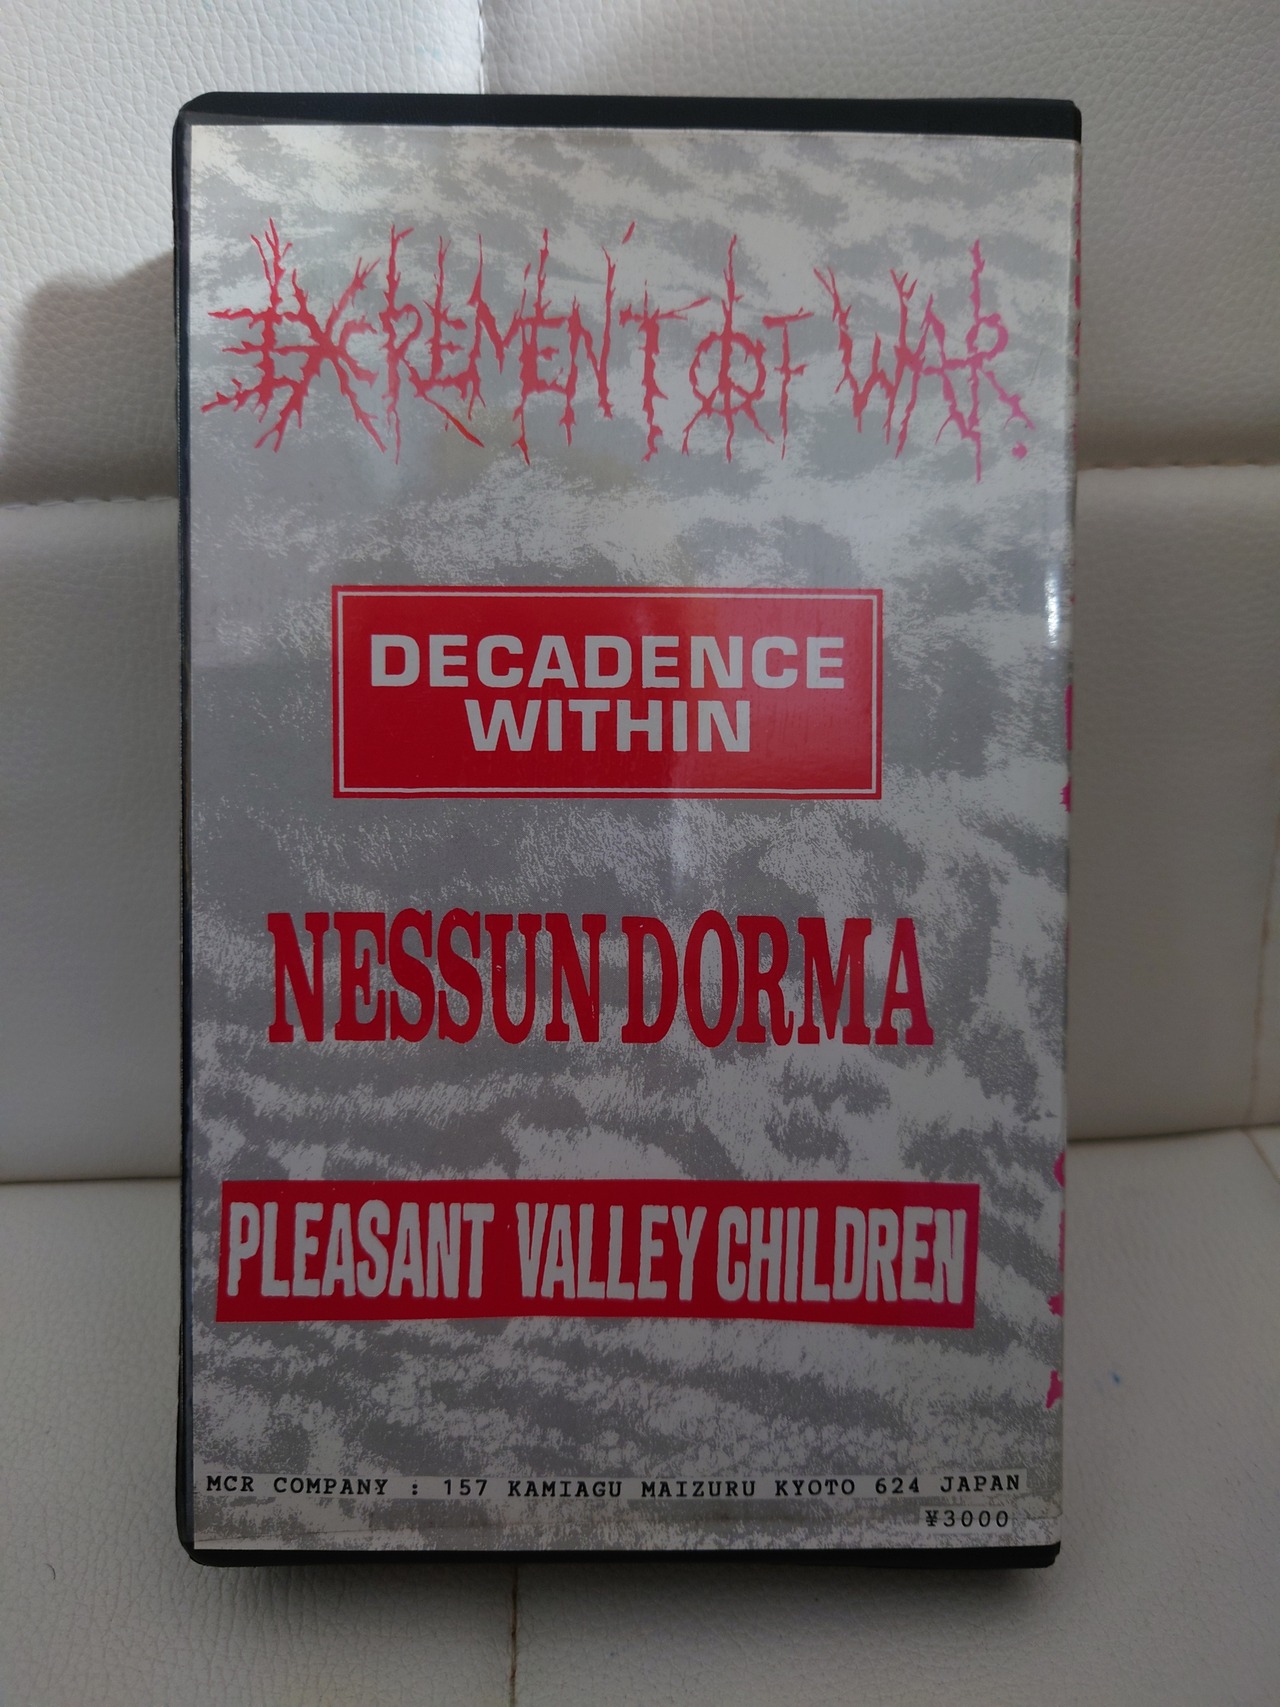 EXCREMENT OF WAR.
DECADENCE
WITHIN
NESSUN DORMA
PLEASANT VALLEY CHILDREN
MCR COMPANY : 157 KAMIAGU MAIZURU KYOTO 624 JAPAN
¥3000